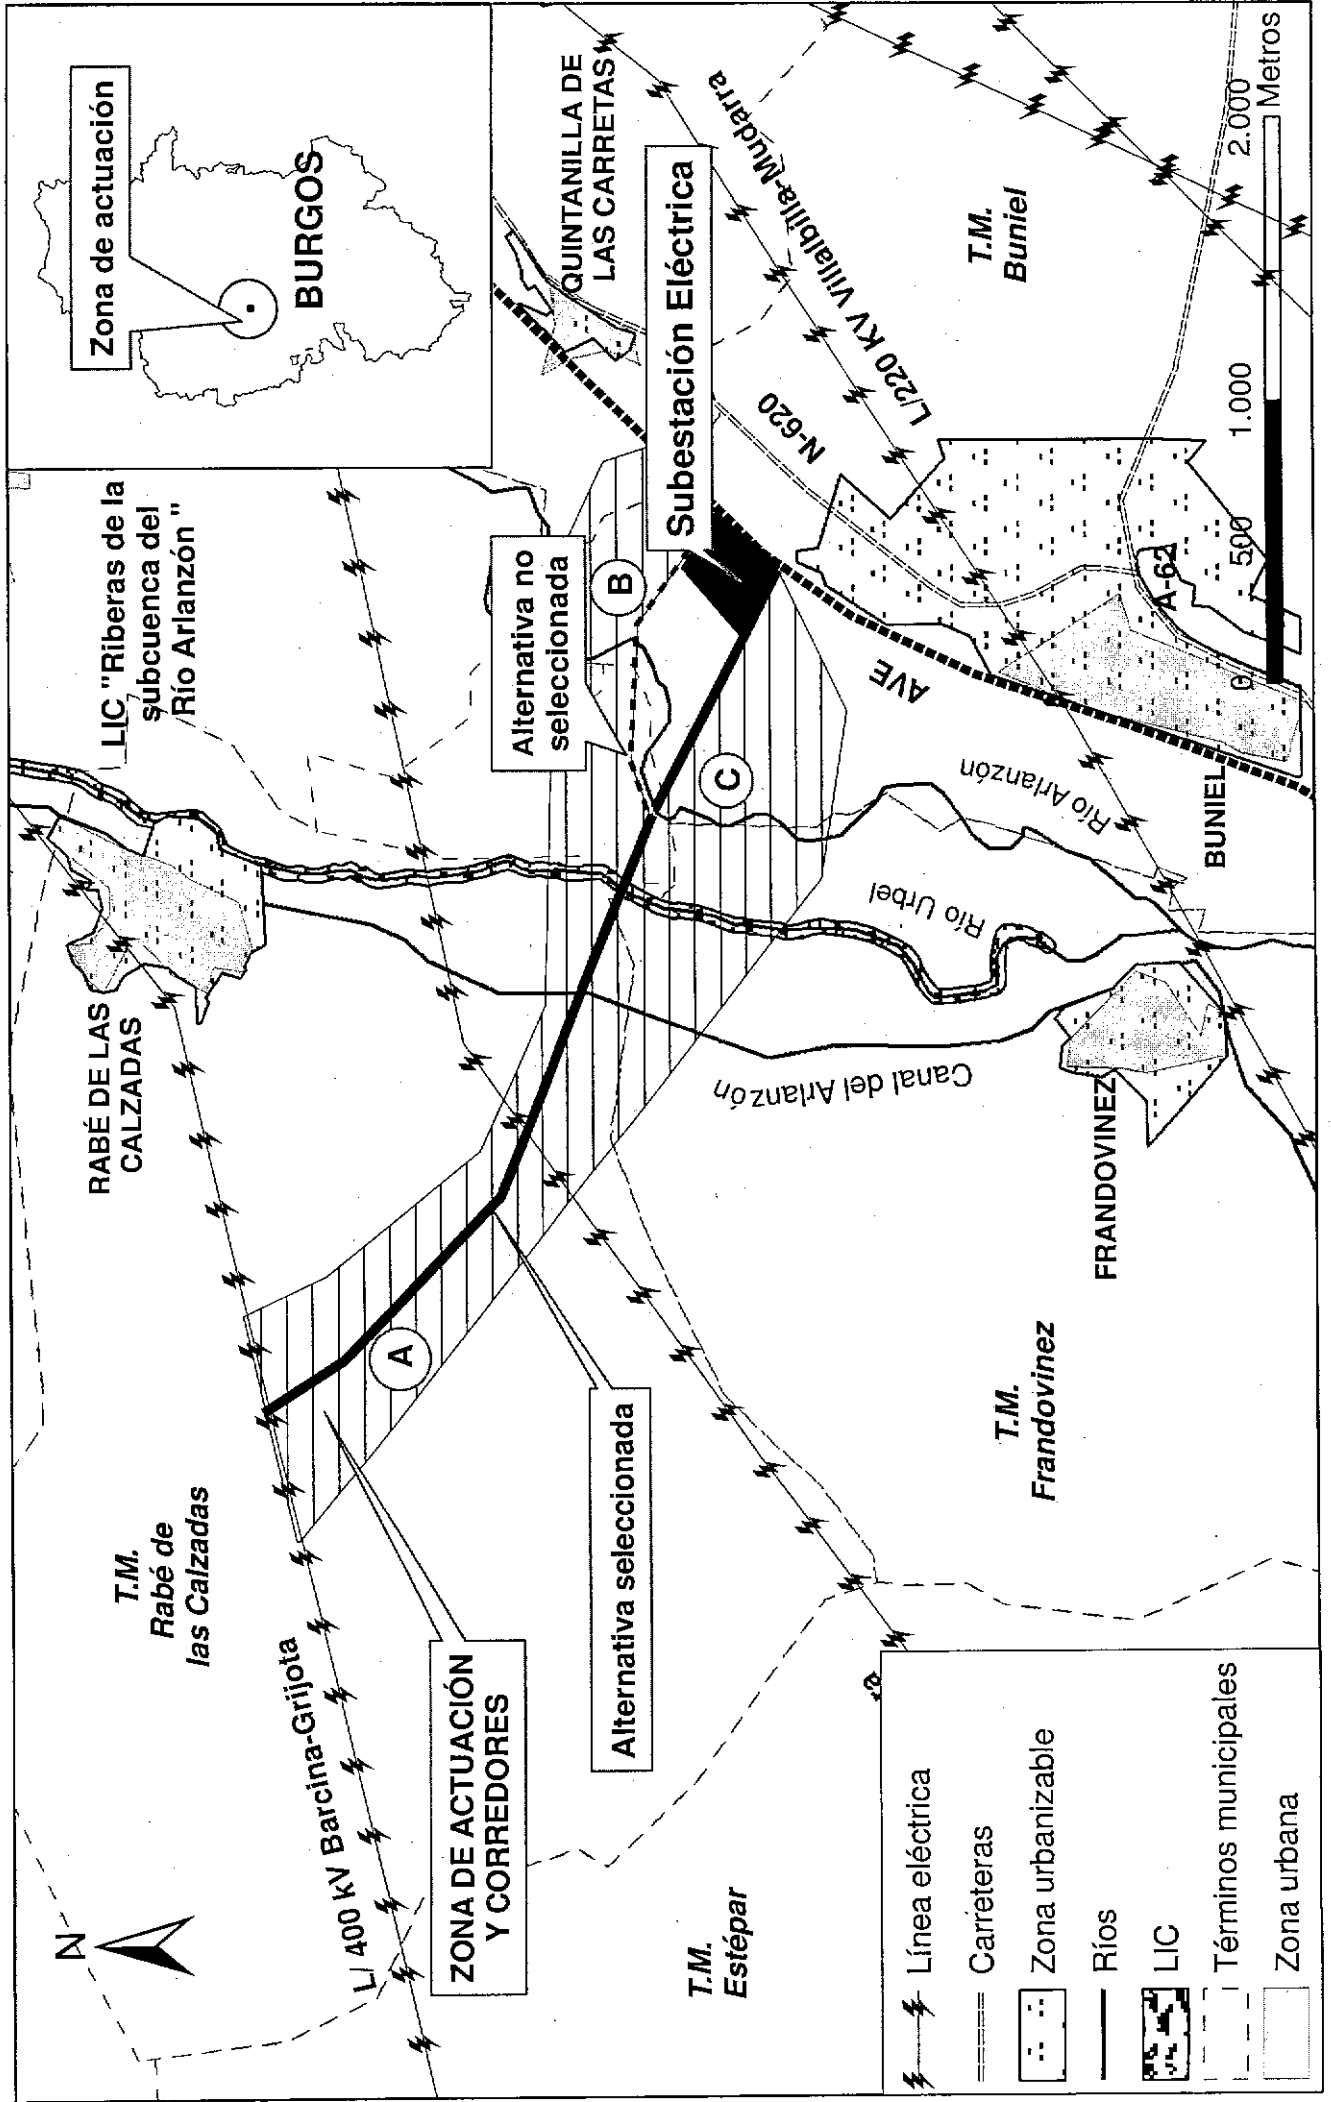 N
T.M.
Rabé de
las Calzadas
RABÉ DE LAS
CALZADAS
LIC "Riberas de la
subcuenca del
Río Arlanzón"
Zona de actuación
BURGOS
L/ 400 kV Barcina-Grijota
ZONA DE ACTUACIÓN
Y CORREDORES
A
Alternativa seleccionada
Alternativa no
seleccionada
B
C
QUINTANILLA DE
LAS CARRETAS
Subestación Eléctrica
L/220 KV Villalbilla-Mudarra
N-620
AVE
T.M.
Estépar
Canal del Arlanzón
Río Urbel
Río Arlanzón
T.M.
Buniel
T.M.
Frandovinez
FRANDOVINEZ
BUNIEL
A-62
Línea eléctrica
Carreteras
Zona urbanizable
Ríos
LIC
Términos municipales
Zona urbana
0 500 1.000 2.000
Metros